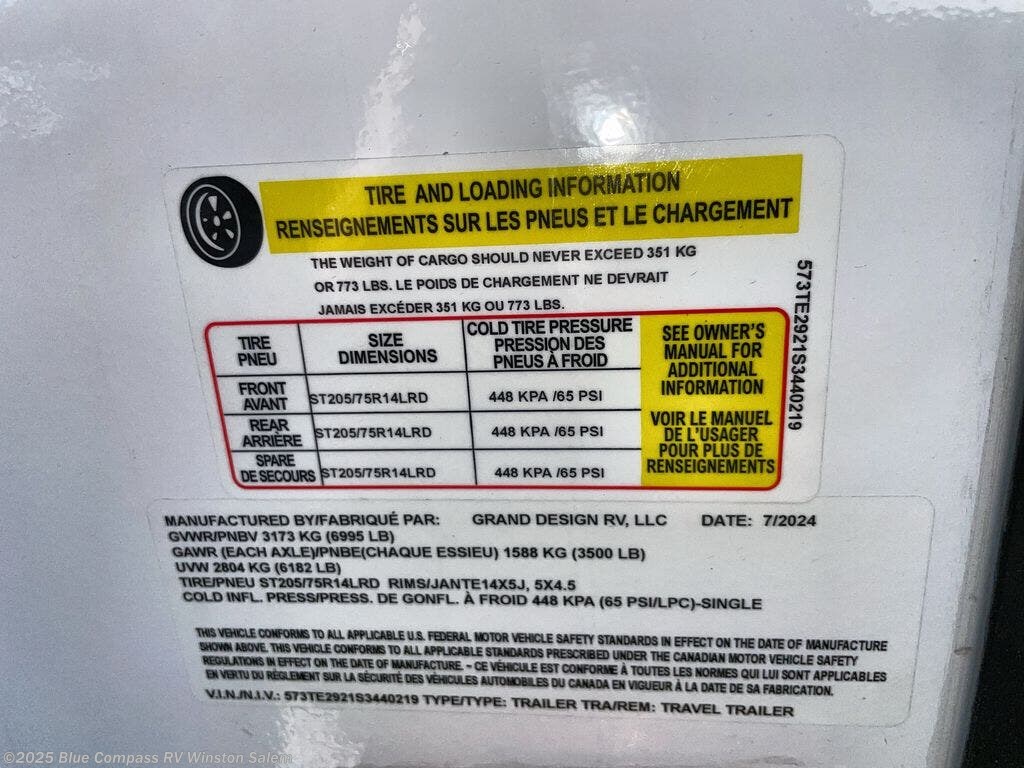 TIRE AND LOADING INFORMATION
RENSEIGNEMENTS SUR LES PNEUS ET LE CHARGEMENT
THE WEIGHT OF CARGO SHOULD NEVER EXCEED 351 KG
OR 773 LBS. LE POIDS DE CHARGEMENT NE DEVRAIT
JAMAIS EXCÉDER 351 KG OU 773 LBS.
TIRE
PNEU
SIZE
DIMENSIONS
COLD TIRE PRESSURE
PRESSION DES
PNEUS À FROID
FRONT
AVANT
ST205/75R14LRD
448 KPA /65 PSI
REAR
ARRIÈRE
ST205/75R14LRD
448 KPA /65 PSI
SPARE
DE SECOURS
ST205/75R14LRD
448 KPA /65 PSI
SEE OWNER'S
MANUAL FOR
ADDITIONAL
INFORMATION
VOIR LE MANUEL
DE L'USAGER
POUR PLUS DE
RENSEIGNEMENTS
573TE2921S3440219
MANUFACTURED BY/FABRIQUÉ PAR: GRAND DESIGN RV, LLC DATE: 7/2024
GVWR/PNBV 3173 KG (6995 LB)
GAWR (EACH AXLE)/PNBE(CHAQUE ESSIEU) 1588 KG (3500 LB)
UVW 2804 KG (6182 LB)
TIRE/PNEU ST205/75R14LRD RIMS/JANTE14X5J, 5X4.5
COLD INFL. PRESS/PRESS. DE GONFL. À FROID 448 KPA (65 PSI/LPC)-SINGLE
THIS VEHICLE CONFORMS TO ALL APPLICABLE U.S. FEDERAL MOTOR VEHICLE SAFETY STANDARDS IN EFFECT ON THE DATE OF MANUFACTURE
SHOWN ABOVE. THIS VEHICLE CONFORMS TO ALL APPLICABLE STANDARDS PRESCRIBED UNDER THE CANADIAN MOTOR VEHICLE SAFETY
REGULATIONS IN EFFECT ON THE DATE OF MANUFACTURE. - CE VÉHICULE EST CONFORME À TOUTES LES NORMES QUI LUI SONT APPLICABLES
EN VERTU DU RÈGLEMENT SUR LA SÉCURITÉ DES VÉHICULES AUTOMOBILES DU CANADA EN VIGUEUR À LA DATE DE SA FABRICATION.
V.I.N./N.I.V.: 573TE2921S3440219 TYPE/TYPE: TRAILER TRA/REM: TRAVEL TRAILER
©2025 Blue Compass RV Winston Salem